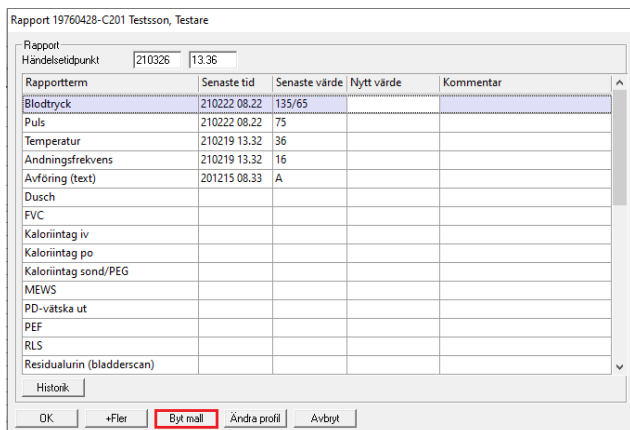 Rapport 19760428-C201 Testsson, Testare
Rapport
Händelsetidpunkt 210326 13.36
Rapportterm Senaste tid Senaste värde Nytt värde Kommentar
Blodtryck 210222 08.22 135/65
Puls 210222 08.22 75
Temperatur 210219 13.32 36
Andningsfrekvens 210219 13.32 16
Avföring (text) 201215 08.33 A
Dusch
FVC
Kaloriintag iv
Kaloriintag po
Kaloriintag sond/PEG
MEWS
PD-vätska ut
PEF
RLS
Residualurin (bladderscan)
Historik
OK +Fler Byt mall Ändra profil Avbryt